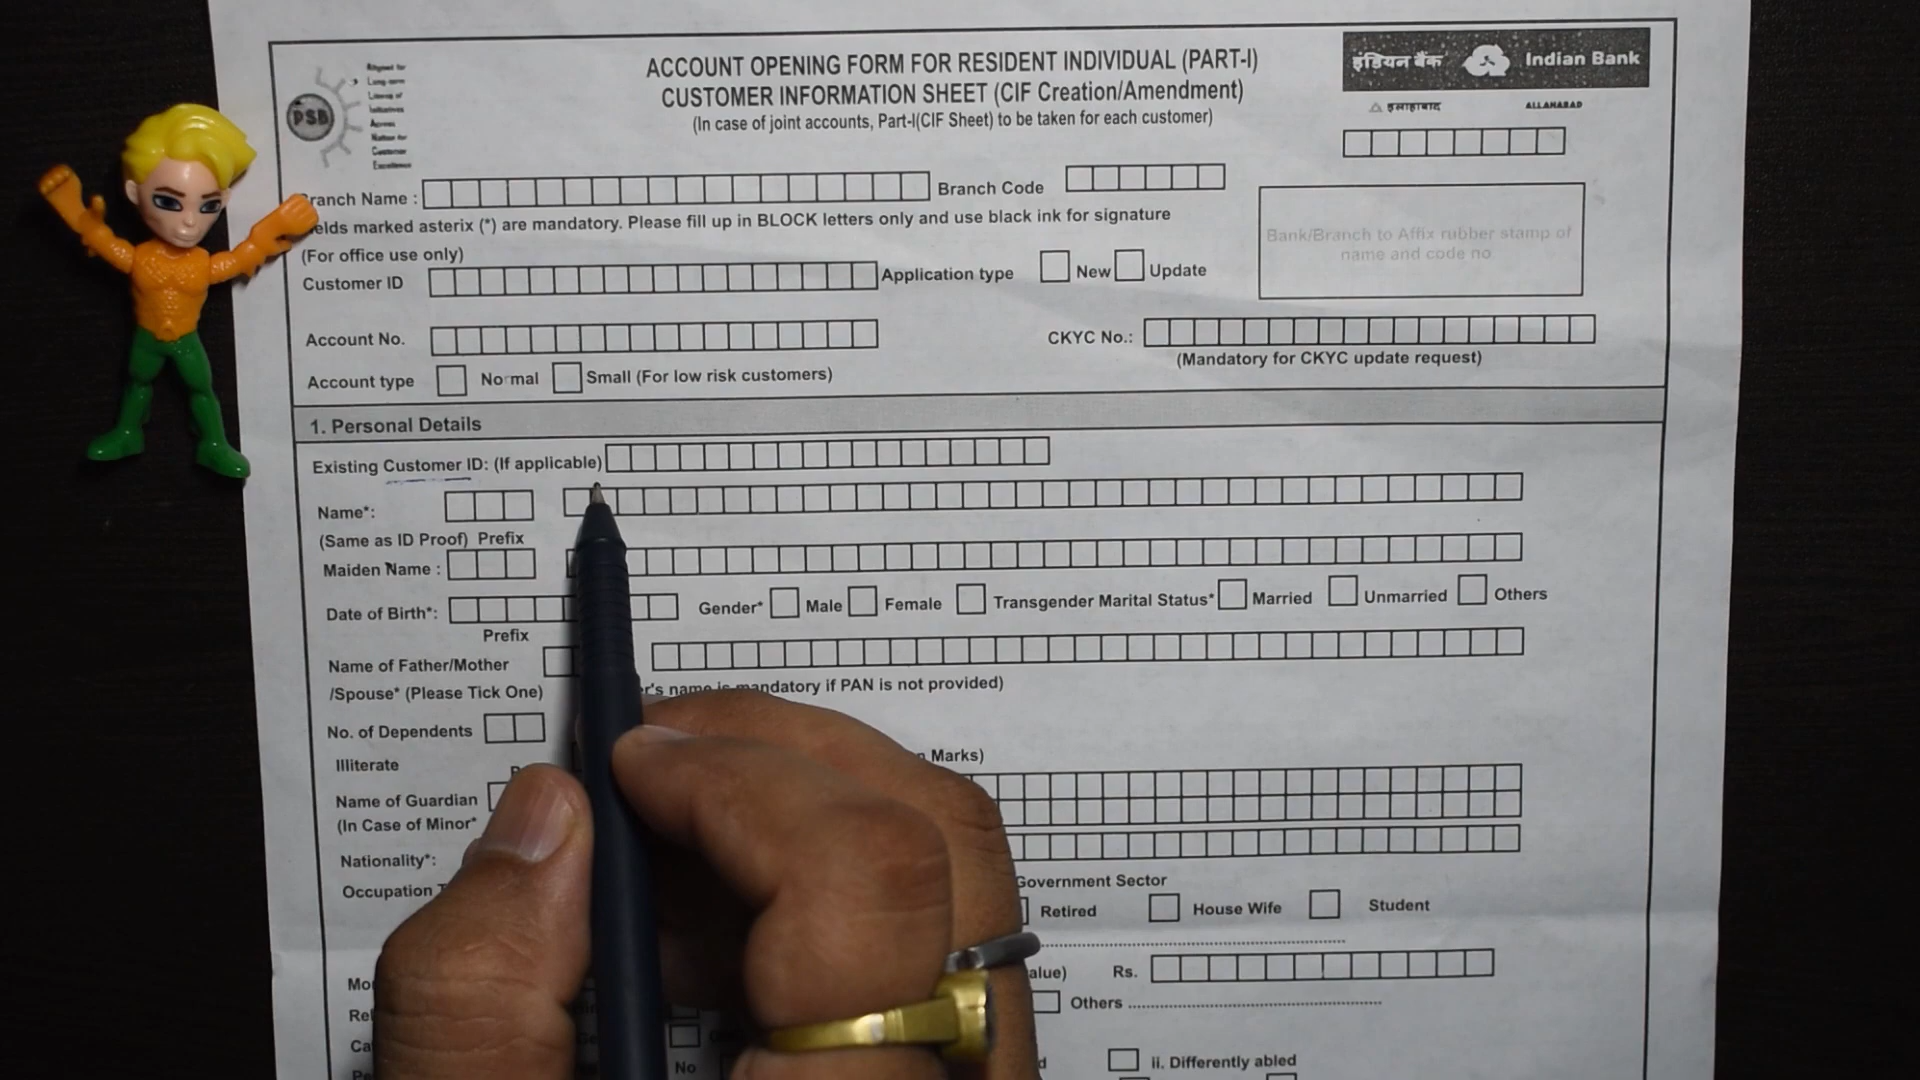 ACCOUNT OPENING FORM FOR RESIDENT INDIVIDUAL (PART-I)
CUSTOMER INFORMATION SHEET (CIF Creation/Amendment)
(In case of joint accounts, Part-I(CIF Sheet) to be taken for each customer)
PSB
इंडियन बैंक Indian Bank
इलाहाबाद ALLAHABAD
ranch Name : Branch Code
elds marked asterix (*) are mandatory. Please fill up in BLOCK letters only and use black ink for signature
Bank/Branch to Affix rubber stamp of
name and code no
(For office use only)
Customer ID Application type New Update
Account No. CKYC No.:
(Mandatory for CKYC update request)
Account type Normal Small (For low risk customers)
1. Personal Details
Existing Customer ID: (If applicable)
Name*:
(Same as ID Proof) Prefix
Maiden Name :
Date of Birth*: Gender* Male Female Transgender Marital Status* Married Unmarried Others
Prefix
Name of Father/Mother
/Spouse* (Please Tick One) r's name is mandatory if PAN is not provided)
No. of Dependents
Illiterate Marks)
Name of Guardian
(In Case of Minor*
Nationality*:
Occupation Government Sector
Retired House Wife Student
Mo alue) Rs.
Rel Others
Ca
No ii. Differently abled